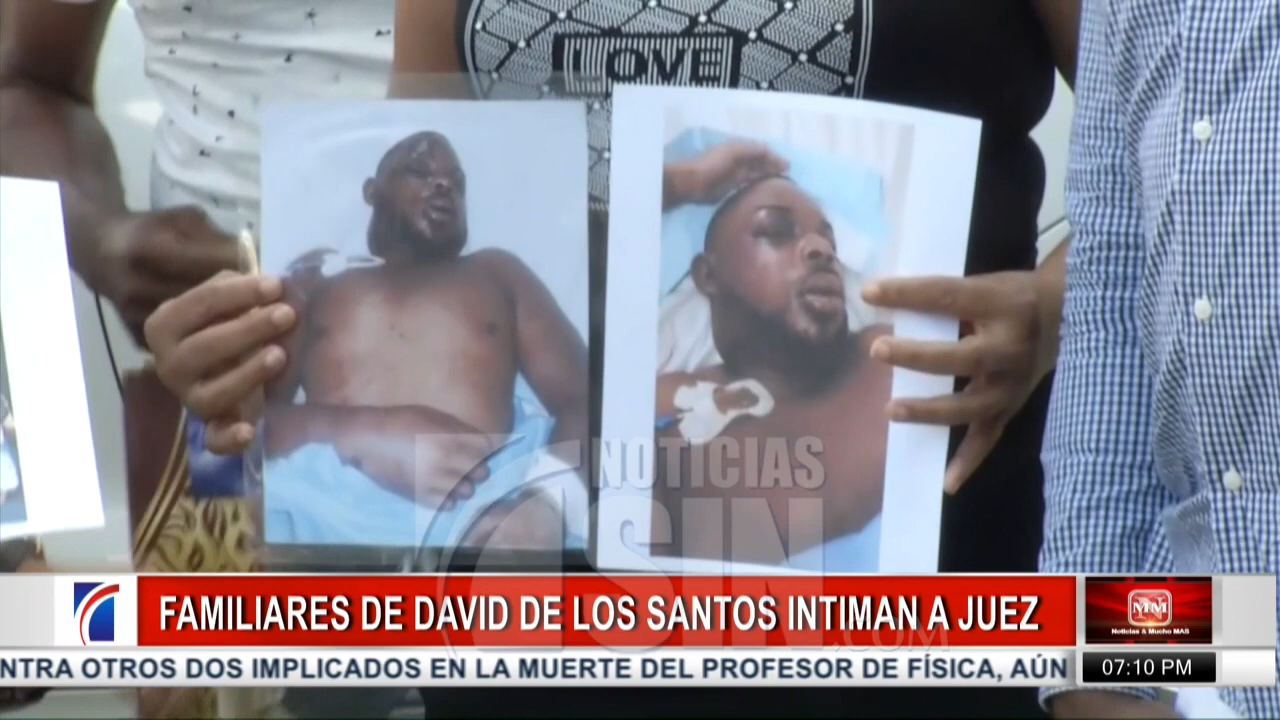 LOVE
NOTICIAS
SIN
.COM
FAMILIARES DE DAVID DE LOS SANTOS INTIMAN A JUEZ
MN
Noticias & Mucho MAS
NTRA OTROS DOS IMPLICADOS EN LA MUERTE DEL PROFESOR DE FÍSICA, AÚN
07:10 PM